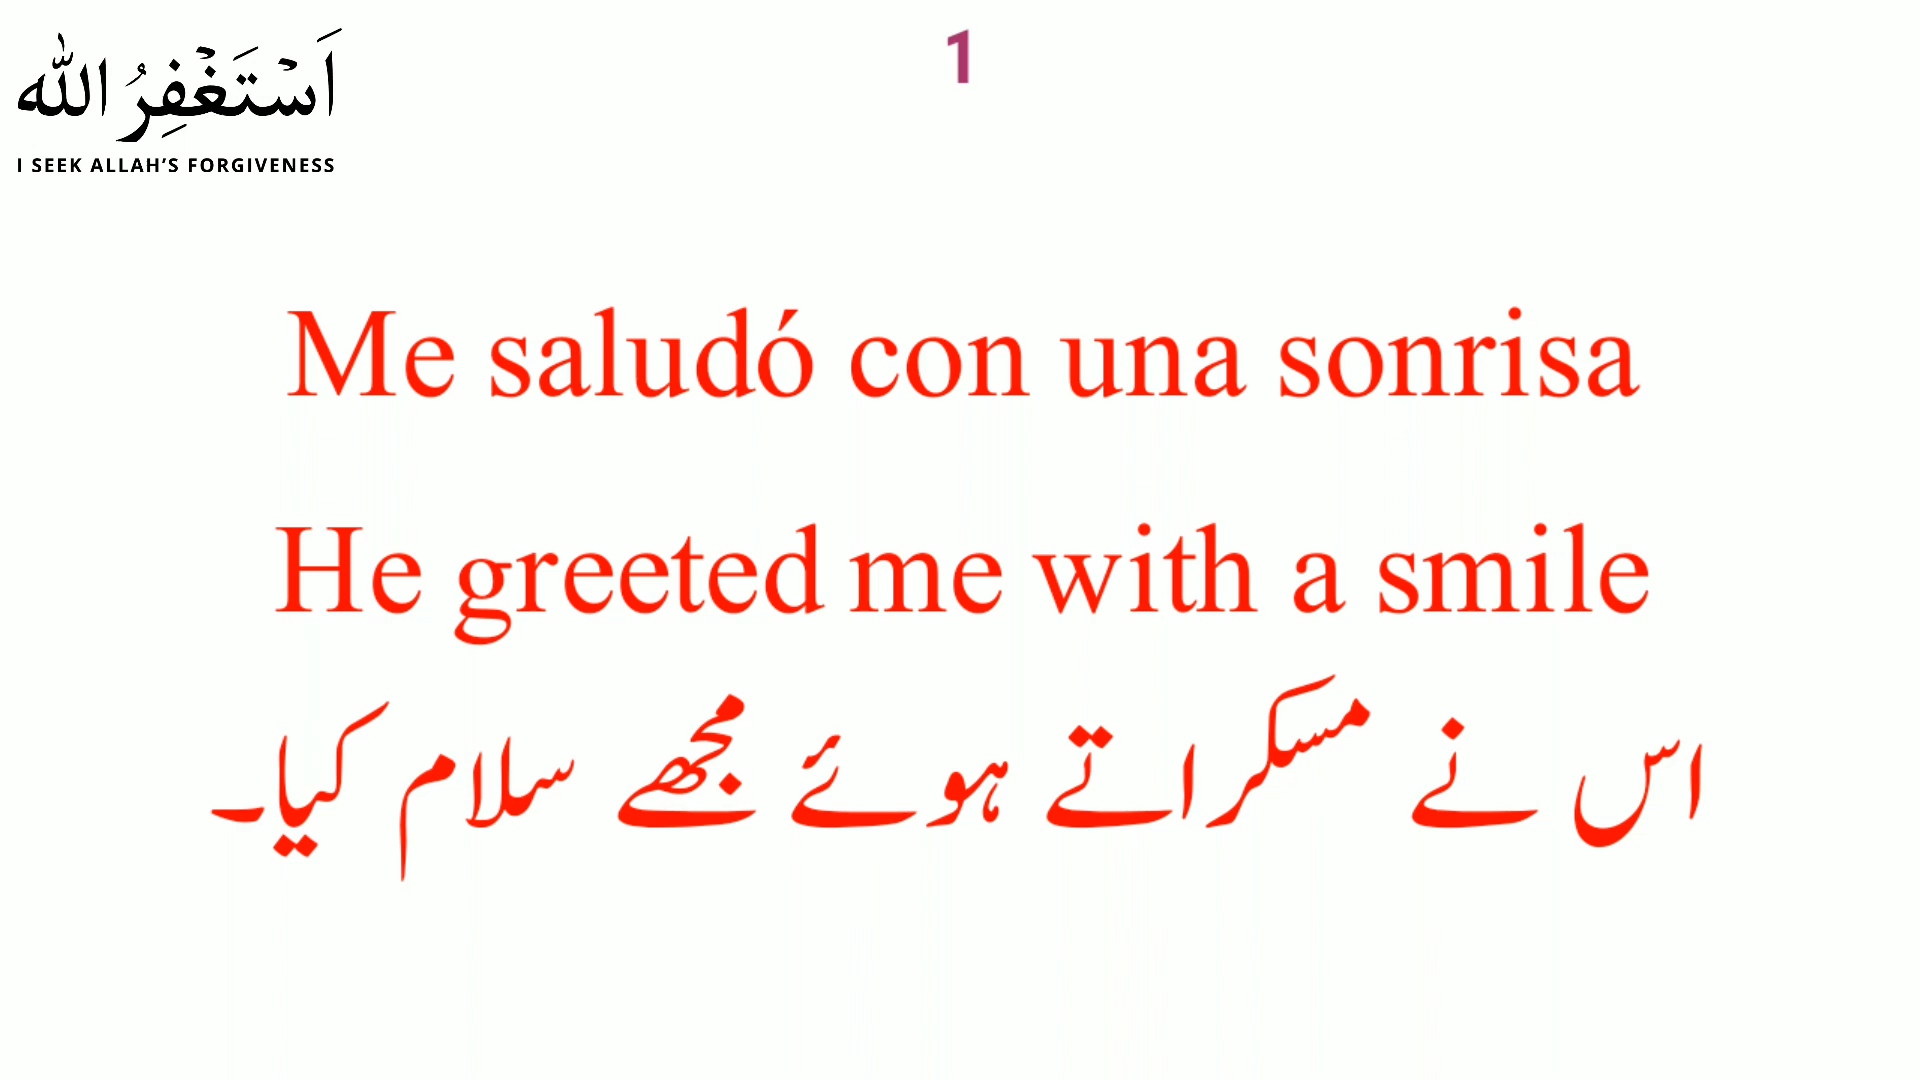 اَسْتَغْفِرُ الله
I SEEK ALLAH’S FORGIVENESS
1
Me saludó con una sonrisa
He greeted me with a smile
اس نے مسکراتے ہوئے مجھے سلام کیا۔